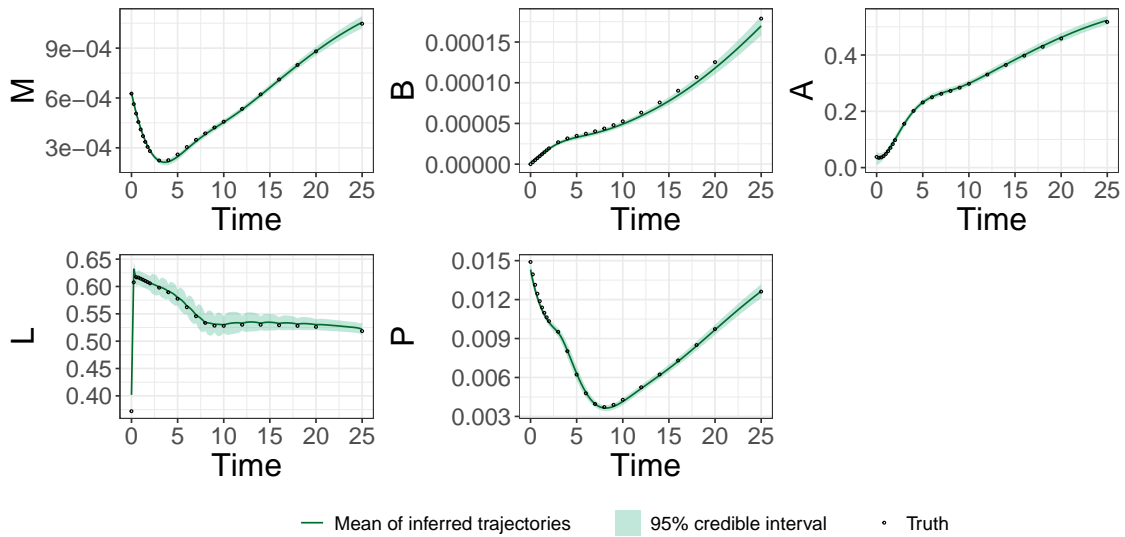 M
9e−04
6e−04
3e−04
0 5 10 15 20 25
Time
B
0.00015
0.00010
0.00005
0.00000
0 5 10 15 20 25
Time
A
0.4
0.2
0.0
0 5 10 15 20 25
Time
L
0.65
0.60
0.55
0.50
0.45
0.40
0 5 10 15 20 25
Time
P
0.015
0.012
0.009
0.006
0.003
0 5 10 15 20 25
Time
Mean of inferred trajectories 95% credible interval Truth